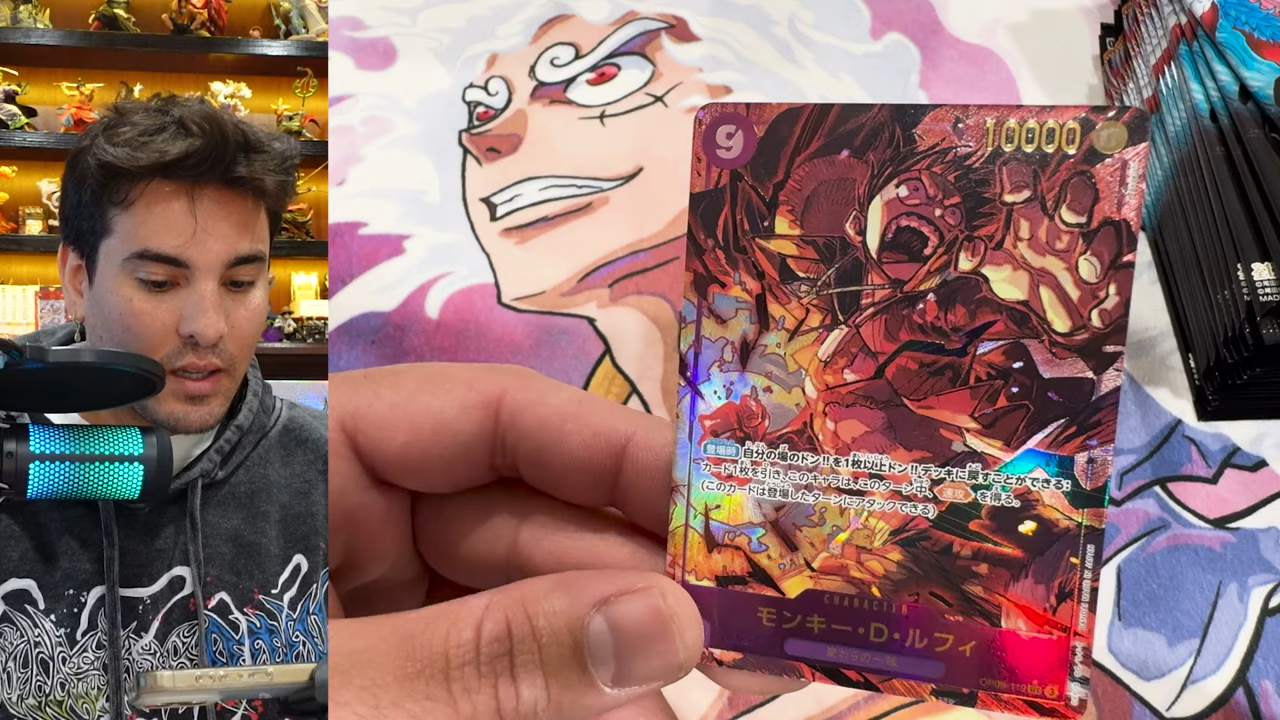 9
10000
登場時 自分の場のドン!!を1枚以上ドン!!デッキに戻すことができる:
カード1枚を引き、このキャラは、このターン中、速攻 を得る。
(このカードは登場したターンにアタックできる)
CHARACTER
モンキー・D・ルフィ
麦わらの一味